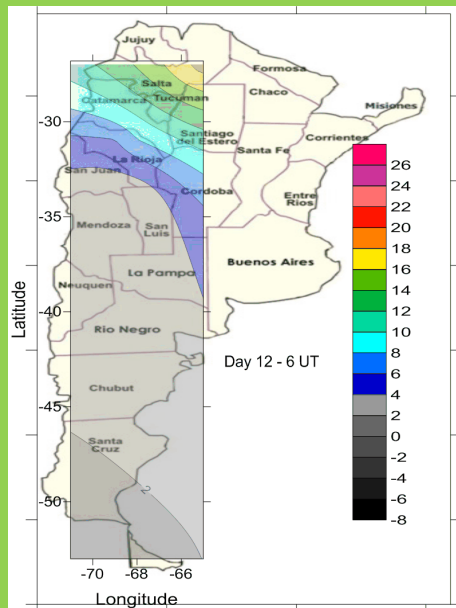 Jujuy
Formosa
Salta
Chaco
Catamarca
Tucuman
Misiones
-30
Corrientes
Santiago
del Estero
Santa Fe
La Rioja
San Juan
Cordoba
Entre
Rios
-35
Mendoza
San
Luis
Buenos Aires
La Pampa
Neuquen
-40
Rio Negro
Day 12 - 6 UT
Chubut
-45
Santa
Cruz
2
-50
-70 -68 -66
Longitude
Latitude
26
24
22
20
18
16
14
12
10
8
6
4
2
0
-2
-4
-6
-8